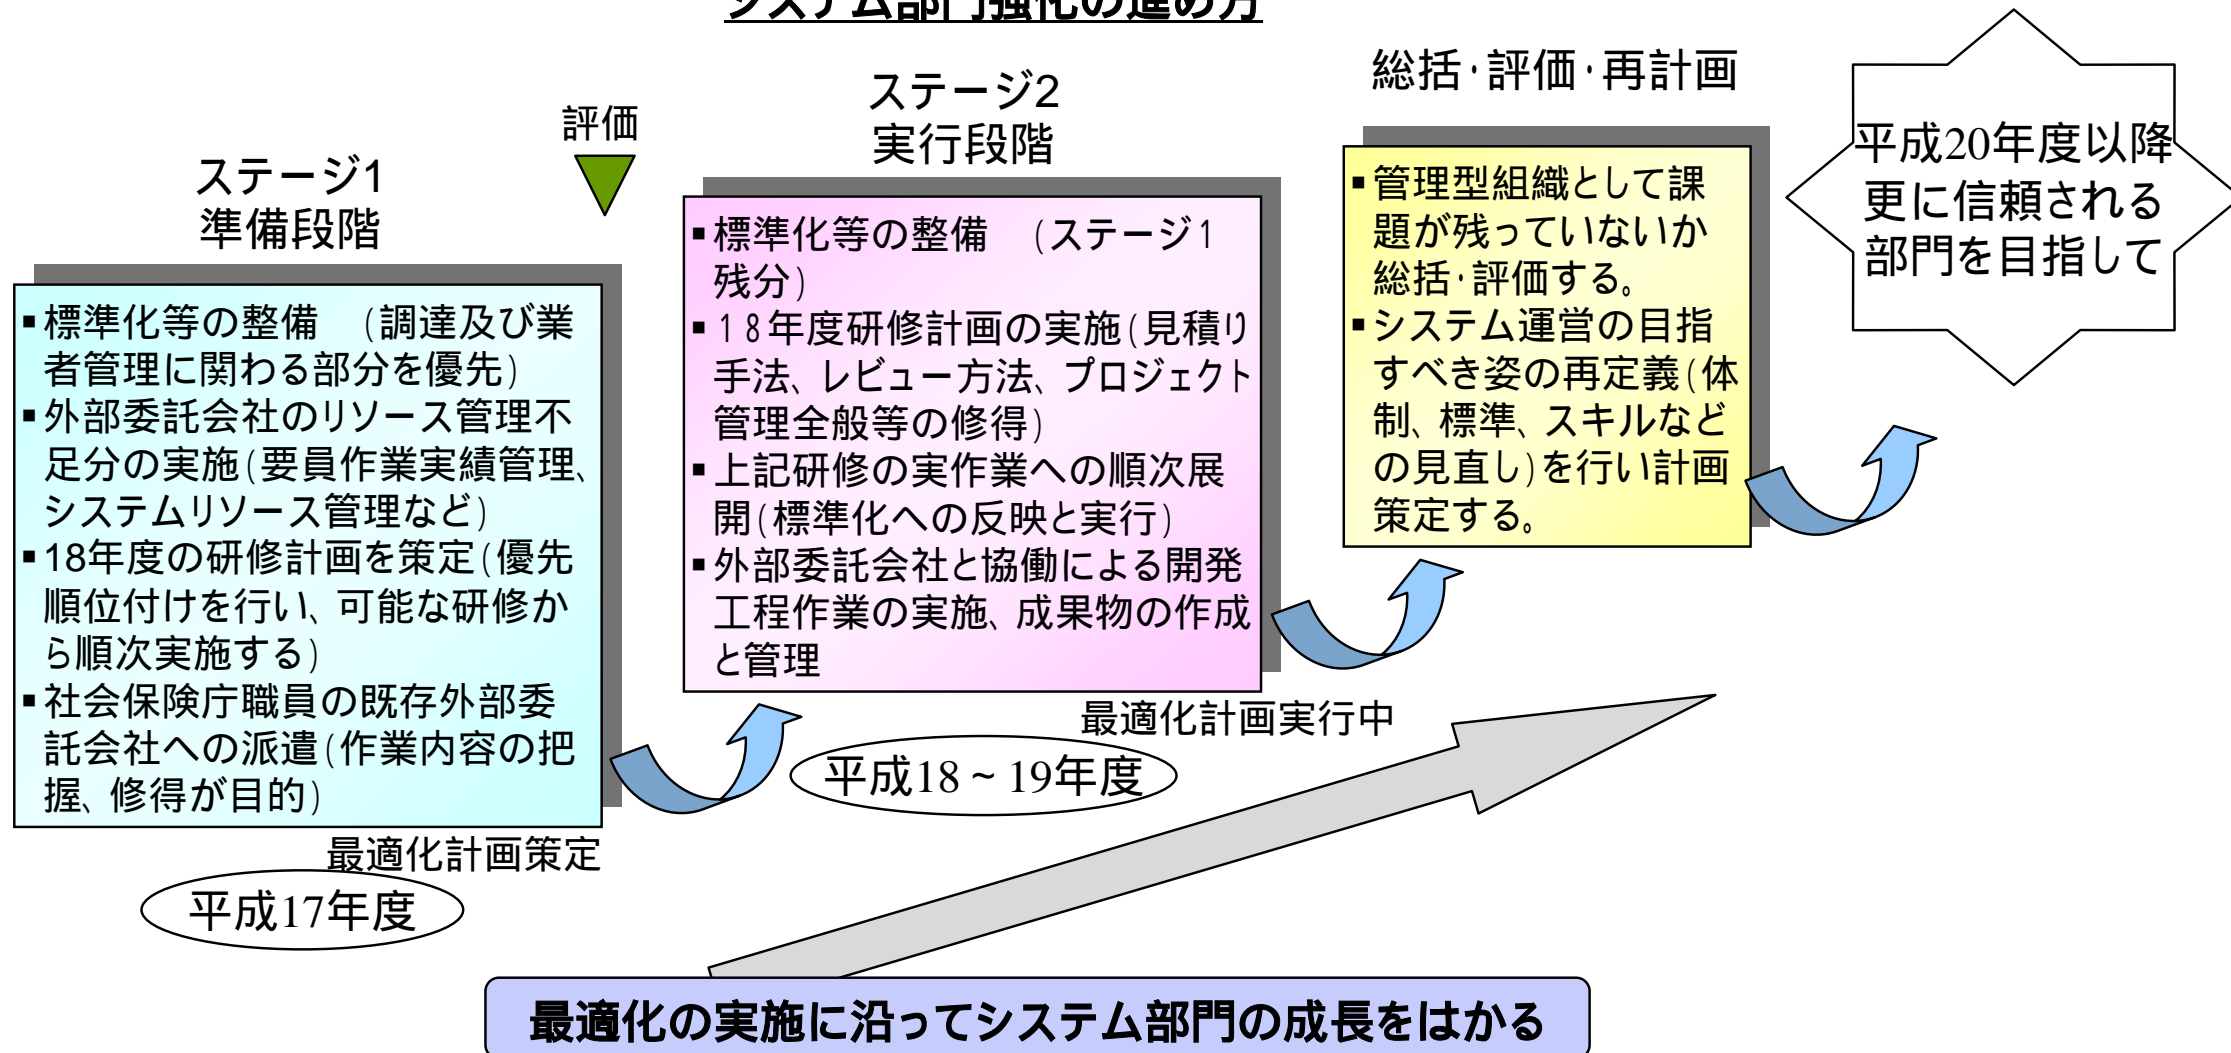 システム部門強化の進め方
ステージ1
準備段階
■標準化等の整備　(調達及び業
者管理に関わる部分を優先)
■外部委託会社のリソース管理不
足分の実施(要員作業実績管理、
システムリソース管理など)
■18年度の研修計画を策定(優先
順位付けを行い、可能な研修か
ら順次実施する)
■社会保険庁職員の既存外部委
託会社への派遣(作業内容の把
握、修得が目的)
最適化計画策定
平成17年度
評価
ステージ2
実行段階
■標準化等の整備　(ステージ1
残分)
■18年度研修計画の実施(見積り
手法、レビュー方法、プロジェクト
管理全般等の修得)
■上記研修の実作業への順次展
開(標準化への反映と実行)
■外部委託会社と協働による開発
工程作業の実施、成果物の作成
と管理
最適化計画実行中
平成18～19年度
総括・評価・再計画
■管理型組織として課
題が残っていないか
総括・評価する。
■システム運営の目指
すべき姿の再定義(体
制、標準、スキルなど
の見直し)を行い計画
策定する。
平成20年度以降
更に信頼される
部門を目指して
最適化の実施に沿ってシステム部門の成長をはかる